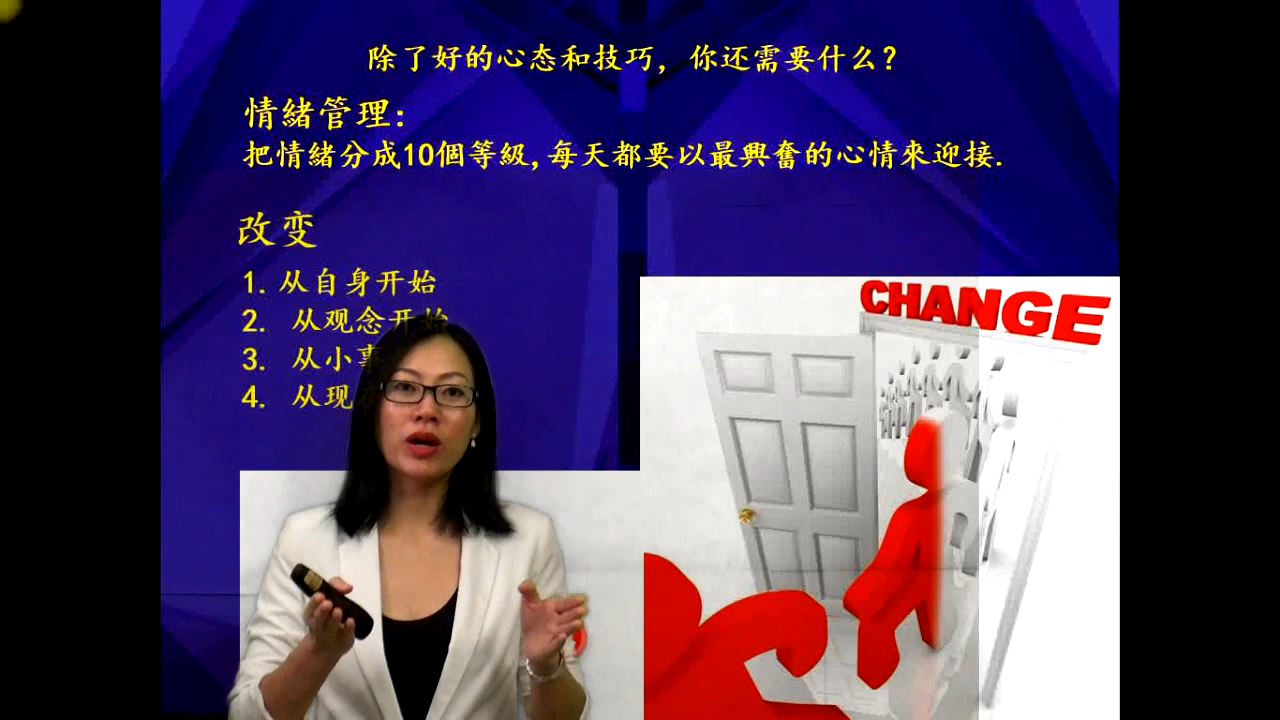 除了好的心态和技巧，你还需要什么？
情緒管理:
把情緒分成10個等級,每天都要以最興奮的心情來迎接.
改变
1. 从自身开始
2. 从观念开始
3. 从小事
4. 从现
CHANGE